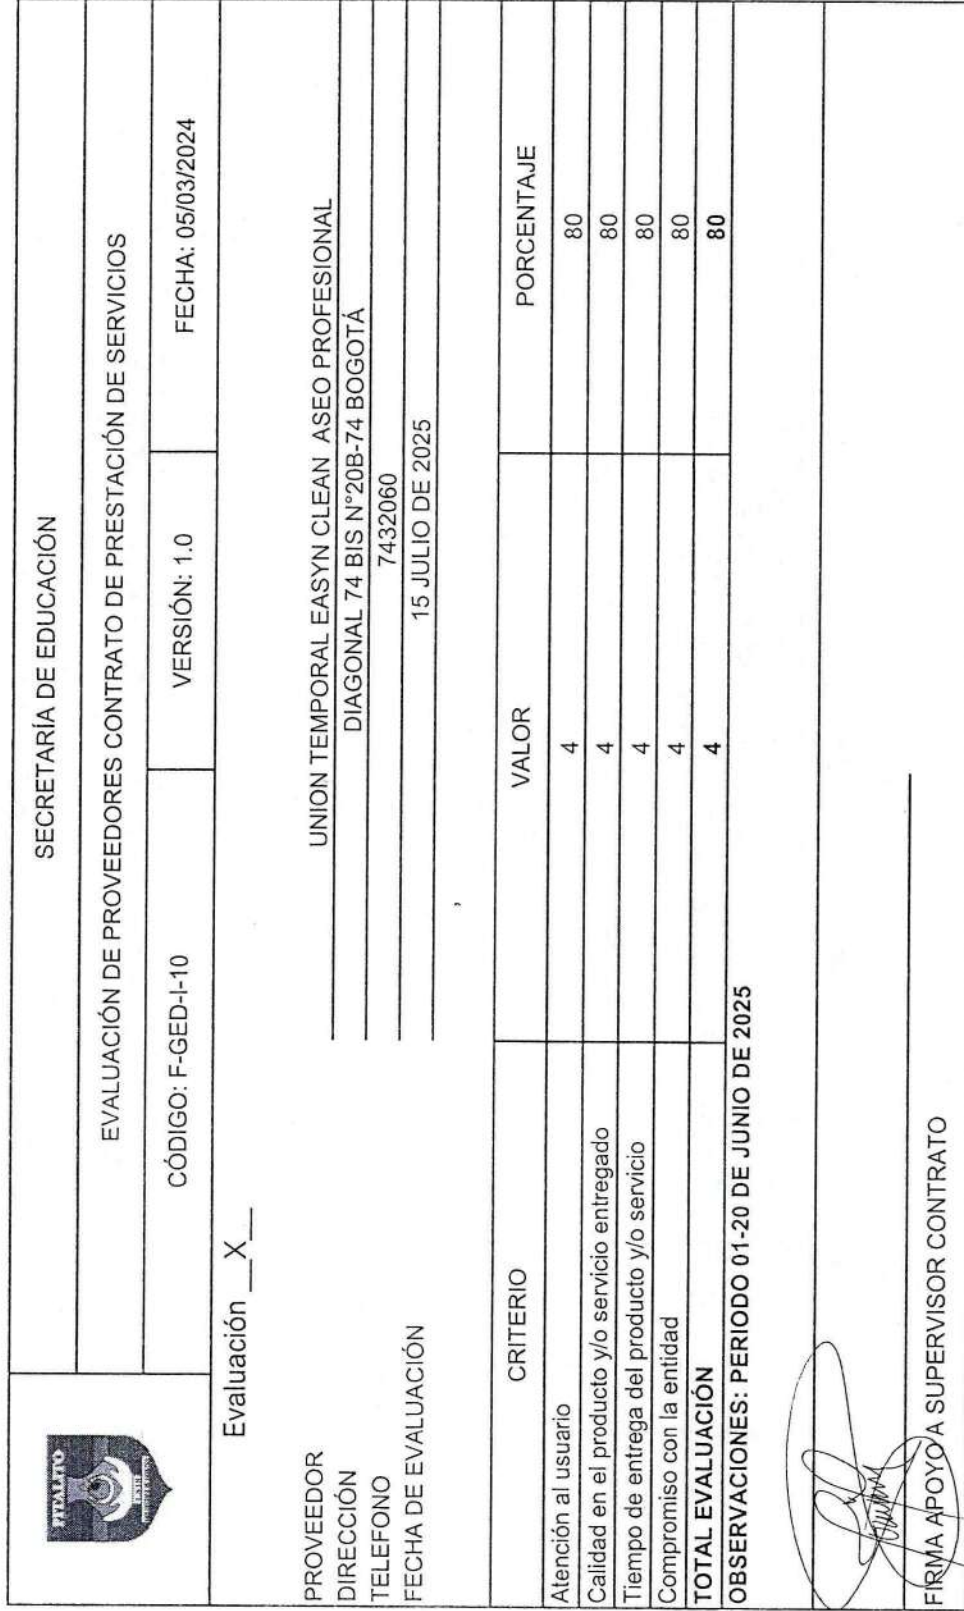 PITALITO
SECRETARÍA DE EDUCACIÓN
EVALUACIÓN DE PROVEEDORES CONTRATO DE PRESTACIÓN DE SERVICIOS
CÓDIGO: F-GED-I-10 VERSIÓN: 1.0 FECHA: 05/03/2024
Evaluación __X__
PROVEEDOR UNION TEMPORAL EASYN CLEAN ASEO PROFESIONAL
DIRECCIÓN DIAGONAL 74 BIS N°20B-74 BOGOTÁ
TELEFONO 7432060
FECHA DE EVALUACIÓN 15 JULIO DE 2025
CRITERIO VALOR PORCENTAJE
Atención al usuario 4 80
Calidad en el producto y/o servicio entregado 4 80
Tiempo de entrega del producto y/o servicio 4 80
Compromiso con la entidad 4 80
TOTAL EVALUACIÓN 4 80
OBSERVACIONES: PERIODO 01-20 DE JUNIO DE 2025
FIRMA APOYO A SUPERVISOR CONTRATO